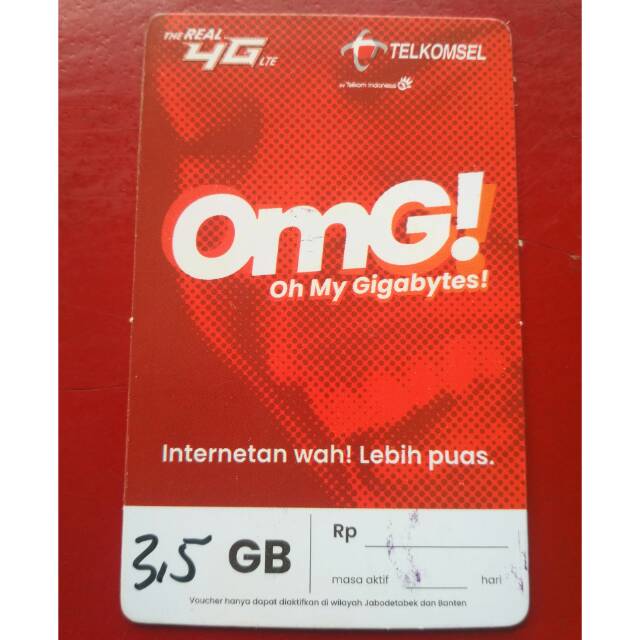 THE REAL
4G LTE
TELKOMSEL
by Telkom Indonesia
OmG!
Oh My Gigabytes!
Internetan wah! Lebih puas.
3,5 GB
Rp
masa aktif hari
Voucher hanya dapat diaktifkan di wilayah Jabodetabek dan Banten